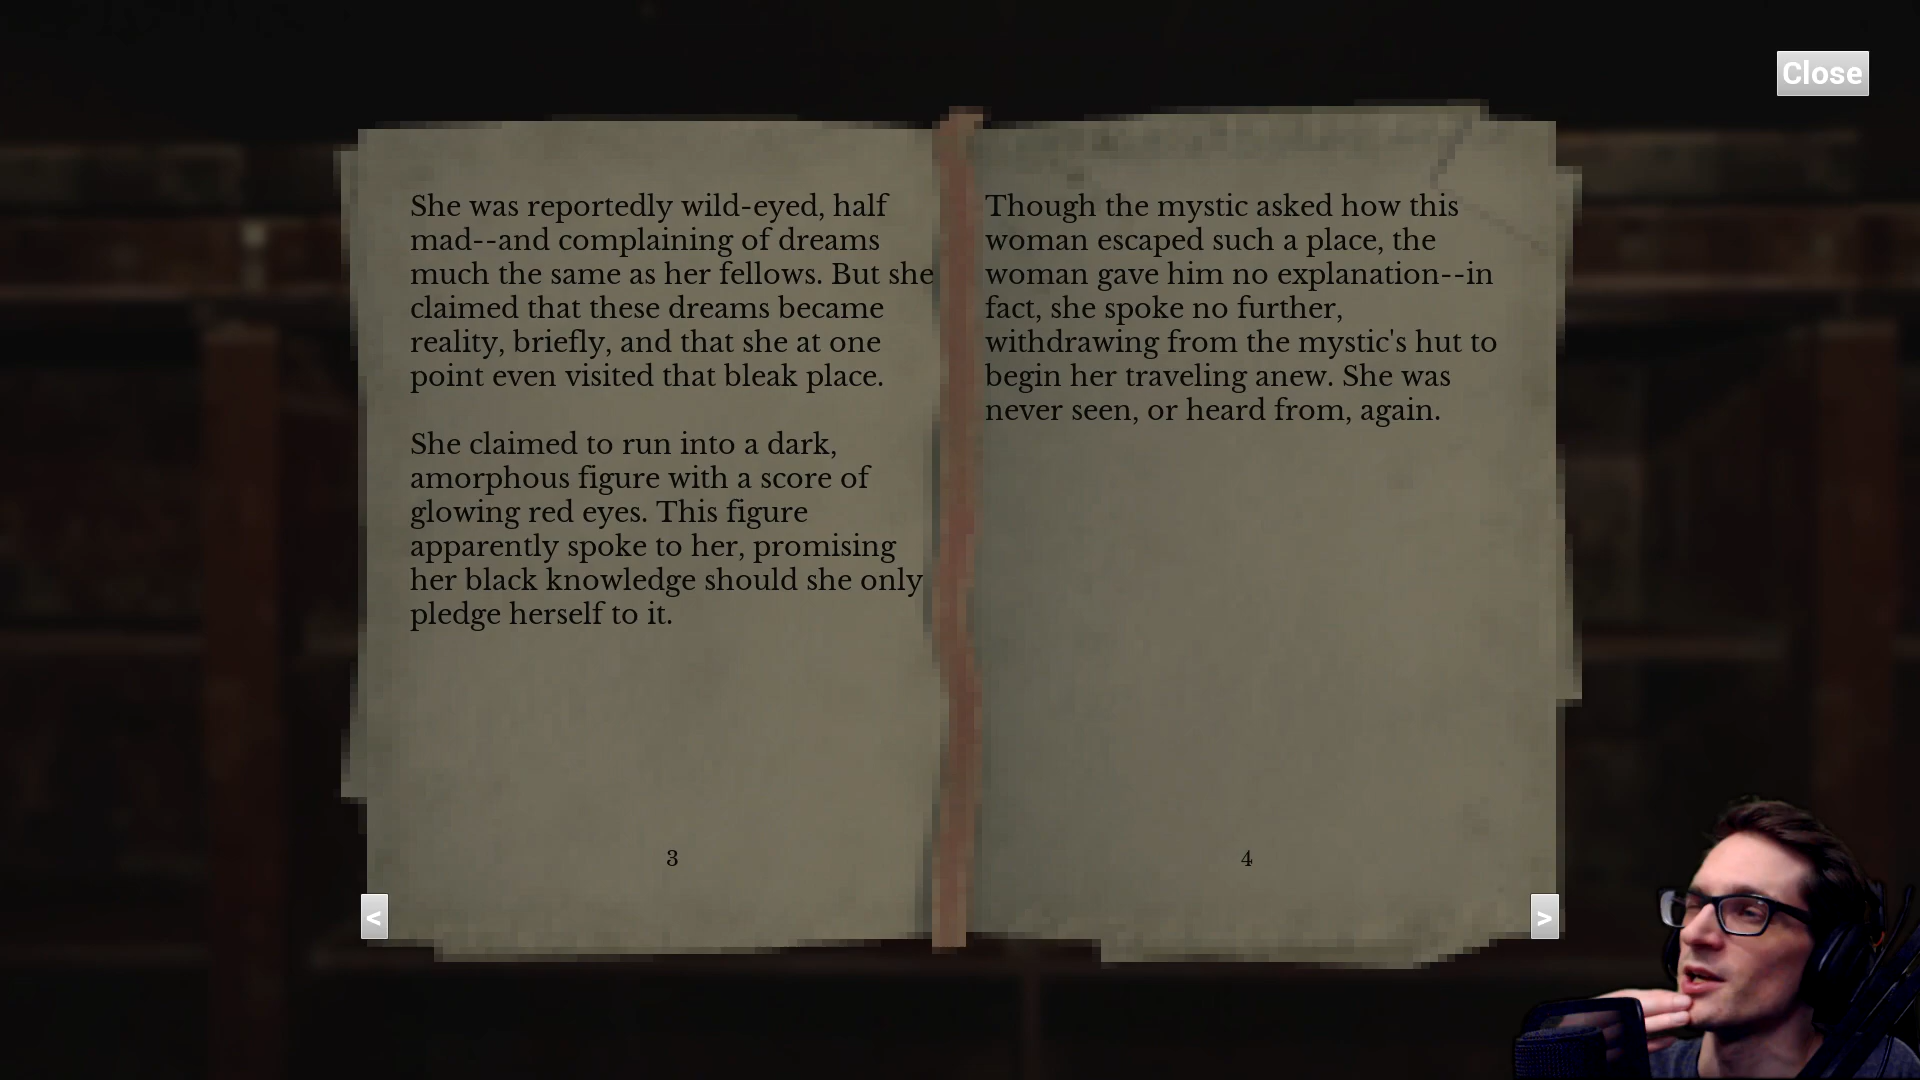 Close
She was reportedly wild-eyed, half
mad--and complaining of dreams
much the same as her fellows. But she
claimed that these dreams became
reality, briefly, and that she at one
point even visited that bleak place.
She claimed to run into a dark,
amorphous figure with a score of
glowing red eyes. This figure
apparently spoke to her, promising
her black knowledge should she only
pledge herself to it.
3
Though the mystic asked how this
woman escaped such a place, the
woman gave him no explanation--in
fact, she spoke no further,
withdrawing from the mystic's hut to
begin her traveling anew. She was
never seen, or heard from, again.
4
<
>